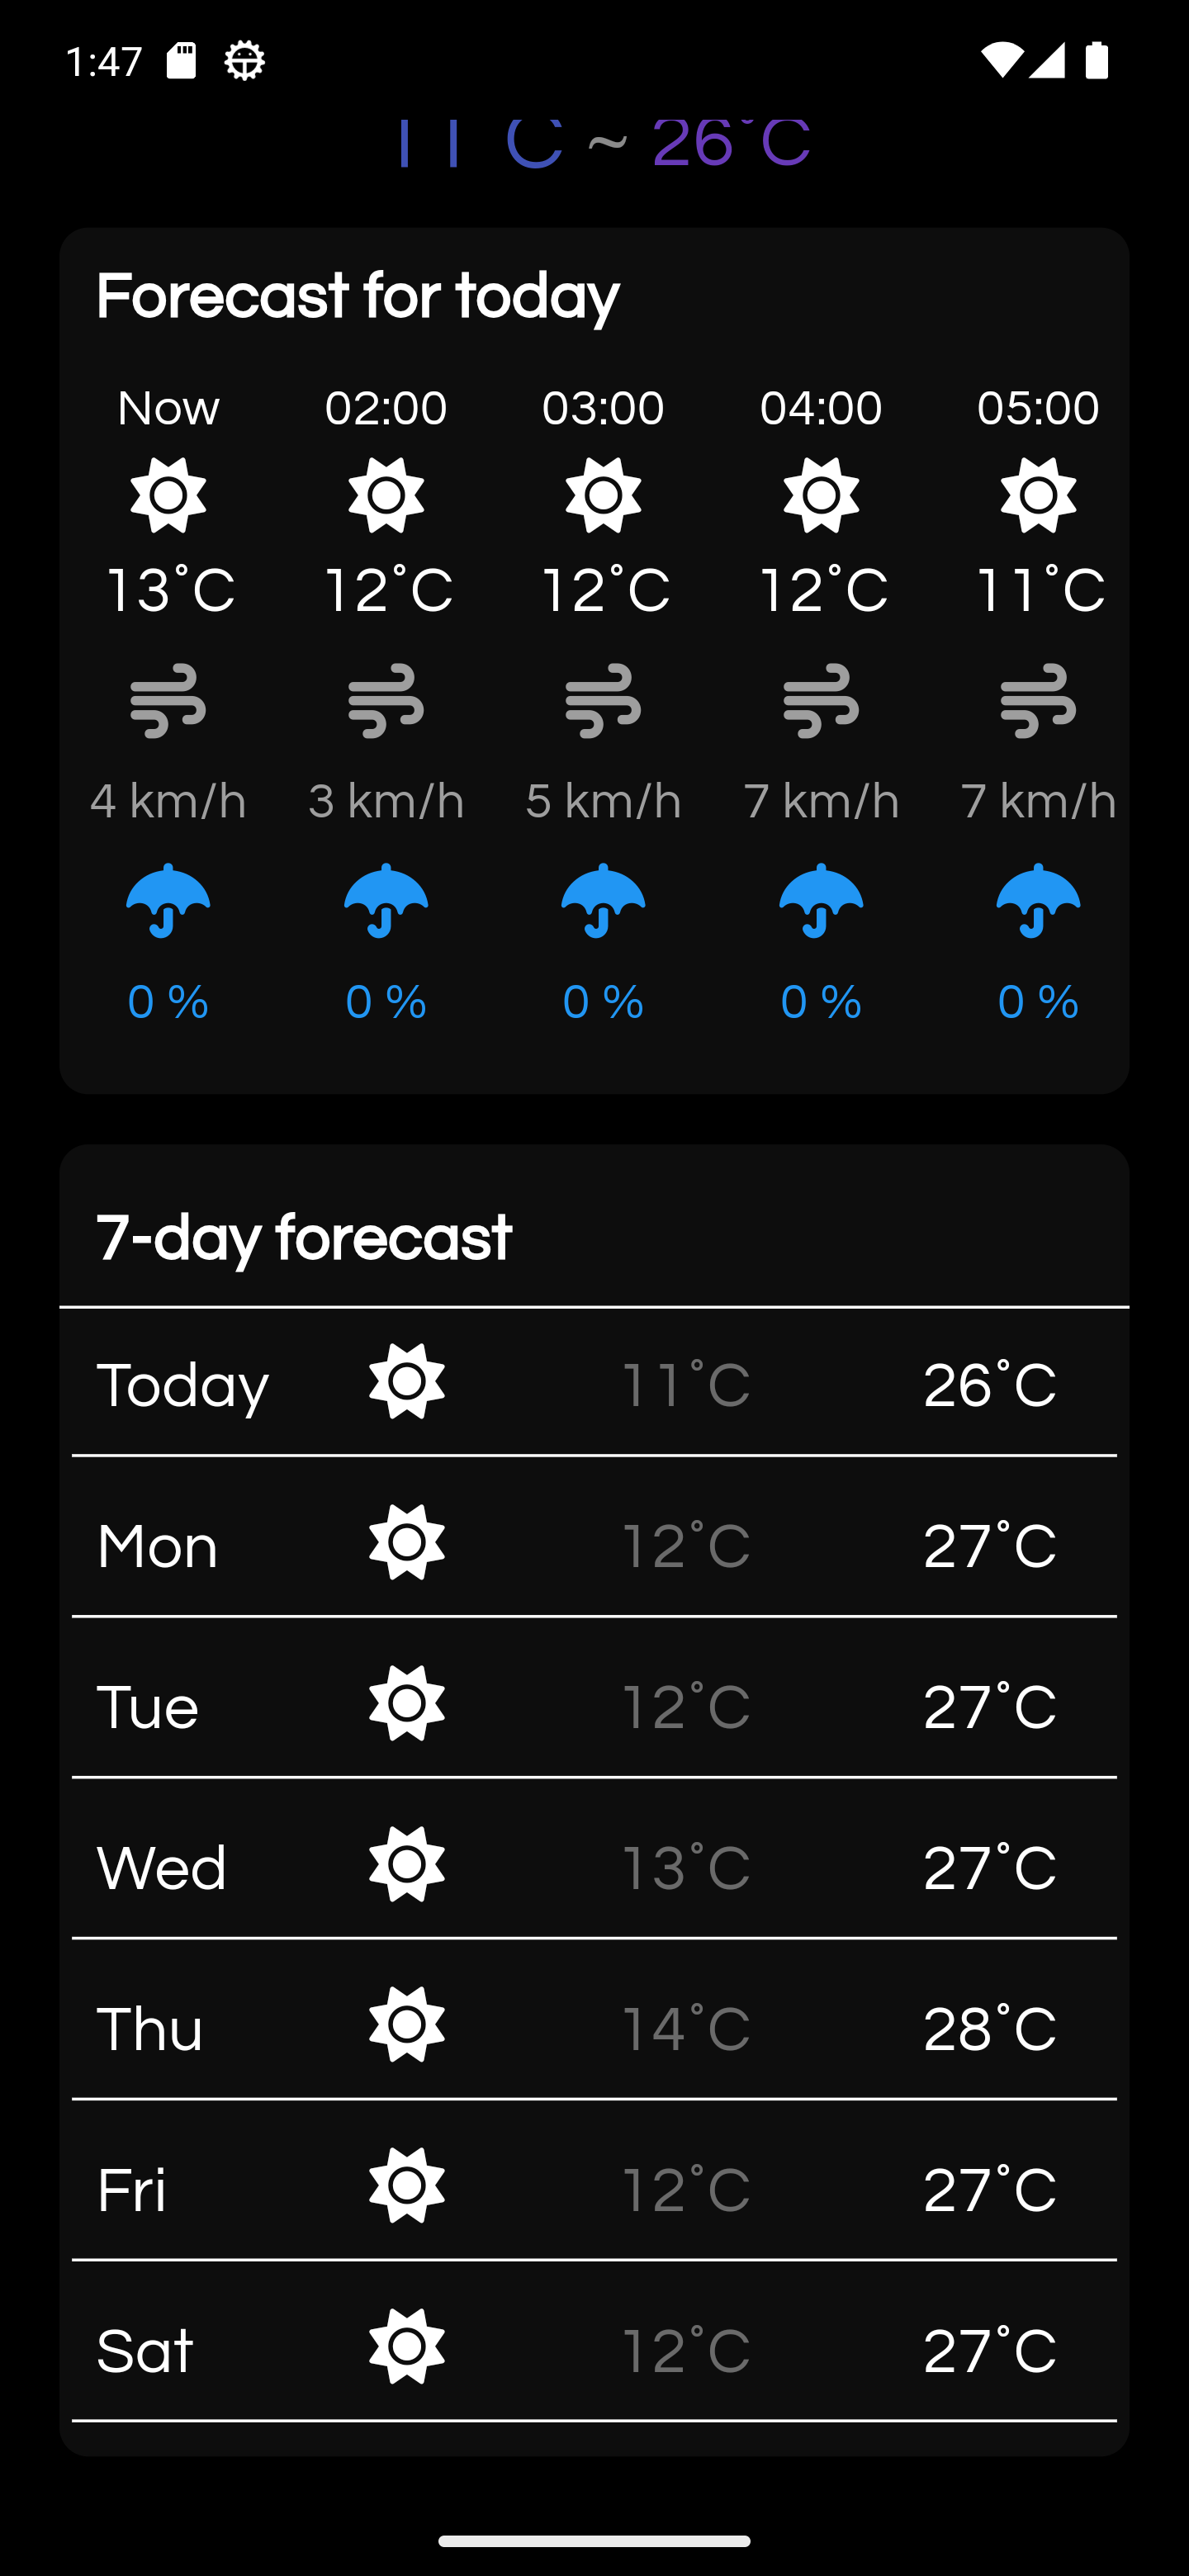 1:47
11°C ~ 26°C
Forecast for today
Now 02:00 03:00 04:00 05:00
13°C 12°C 12°C 12°C 11°C
4 km/h 3 km/h 5 km/h 7 km/h 7 km/h
0 % 0 % 0 % 0 % 0 %
7-day forecast
Today 11°C 26°C
Mon 12°C 27°C
Tue 12°C 27°C
Wed 13°C 27°C
Thu 14°C 28°C
Fri 12°C 27°C
Sat 12°C 27°C